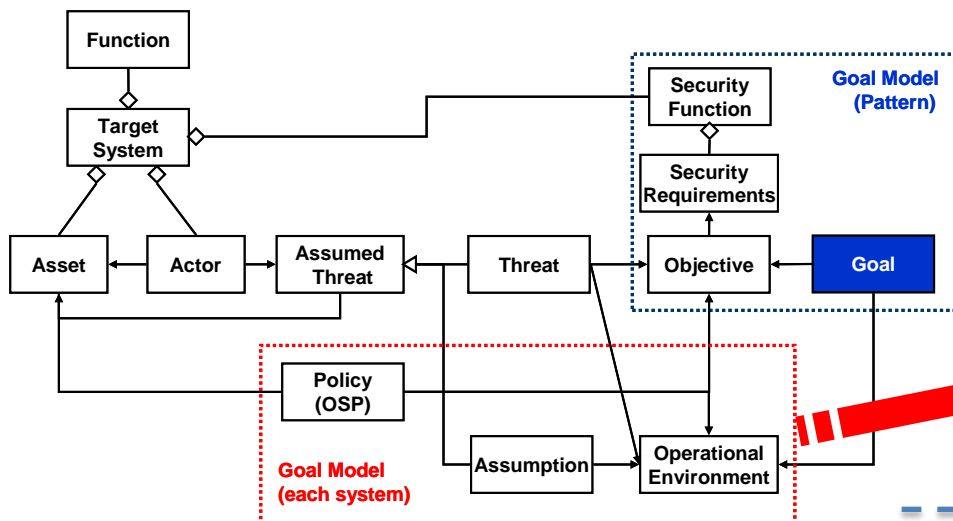 Function
Target
System
Security
Function
Goal Model
(Pattern)
Security
Requirements
Asset
Actor
Assumed
Threat
Threat
Objective
Goal
Policy
(OSP)
Goal Model
(each system)
Assumption
Operational
Environment